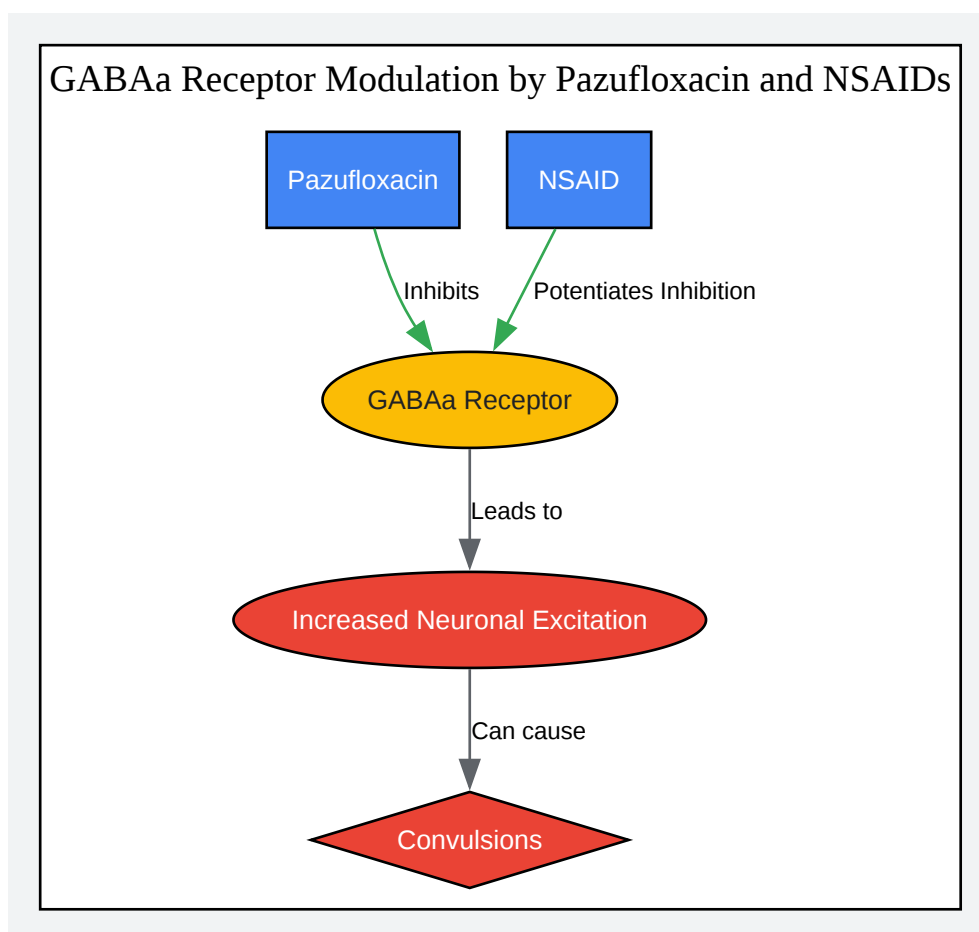 GABAa Receptor Modulation by Pazufloxacin and NSAIDs
Pazufloxacin
NSAID
Inhibits
Potentiates Inhibition
GABAa Receptor
Leads to
Increased Neuronal Excitation
Can cause
Convulsions